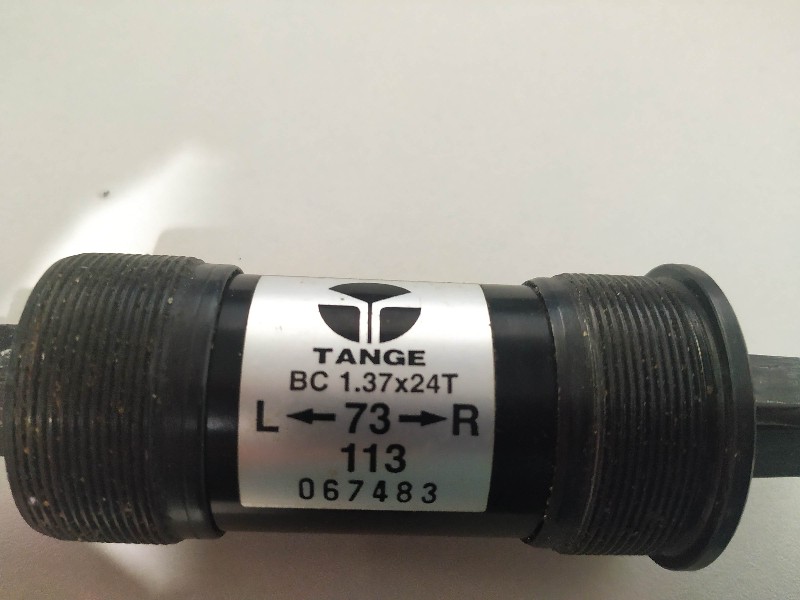 TANGE
BC 1.37x24T
L ←73→ R
113
067483